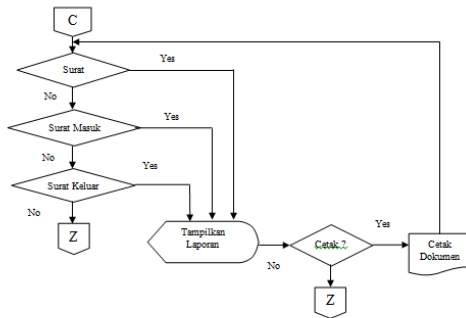 C
Surat
Yes
No
Surat Masuk
Yes
No
Surat Keluar
Yes
No
Z
Tampilkan
Laporan
No
Cetak ?
Yes
Cetak
Dokumen
Z